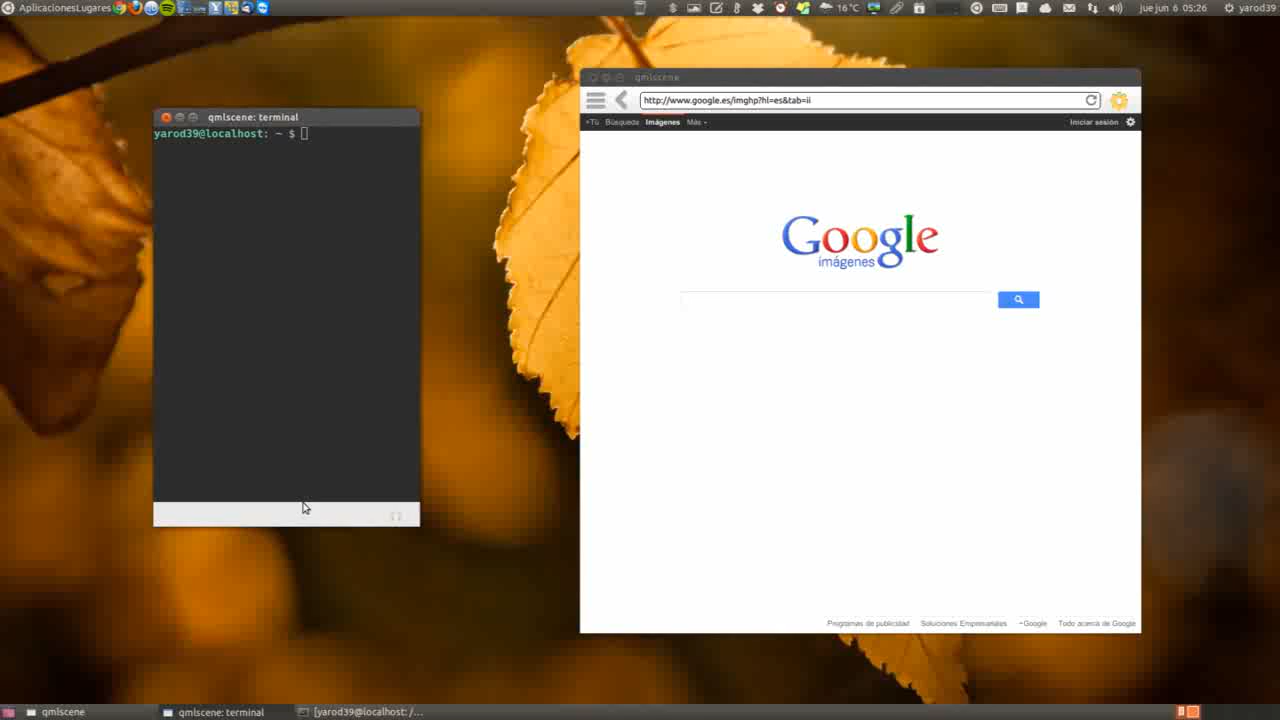 AplicacionesLugares
16°C
jue jun 6 05:26
yarod39
qmlscene: terminal
yarod39@localhost: ~ $
qmlscene
http://www.google.es/imghp?hl=es&tab=ii
+Tú Búsqueda Imágenes Más
Iniciar sesión
Google
imágenes
Programas de publicidad Soluciones Empresariales +Google Todo acerca de Google
qmlscene
qmlscene: terminal
[yarod39@localhost: /...